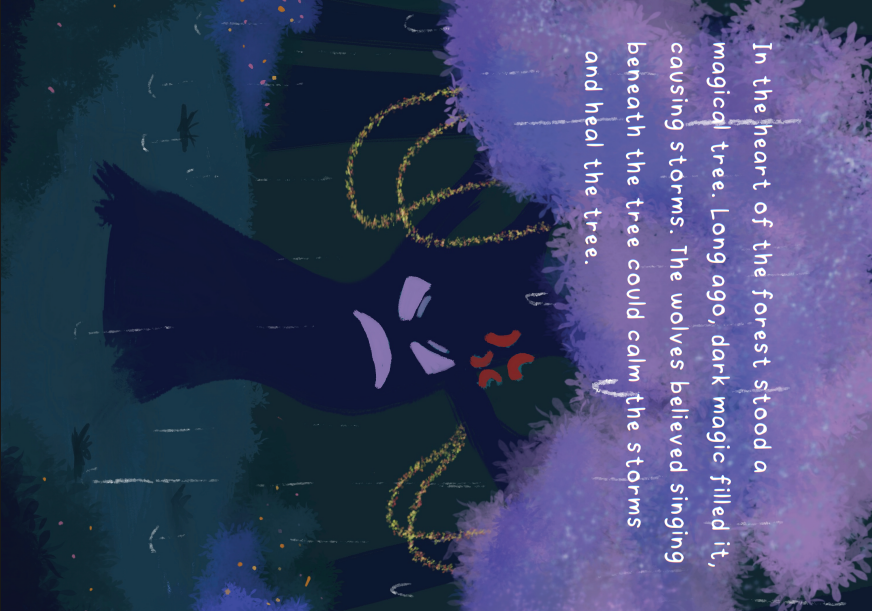 In the heart of the forest stood a
magical tree. Long ago, dark magic filled it,
causing storms. The wolves believed singing
beneath the tree could calm the storms
and heal the tree.